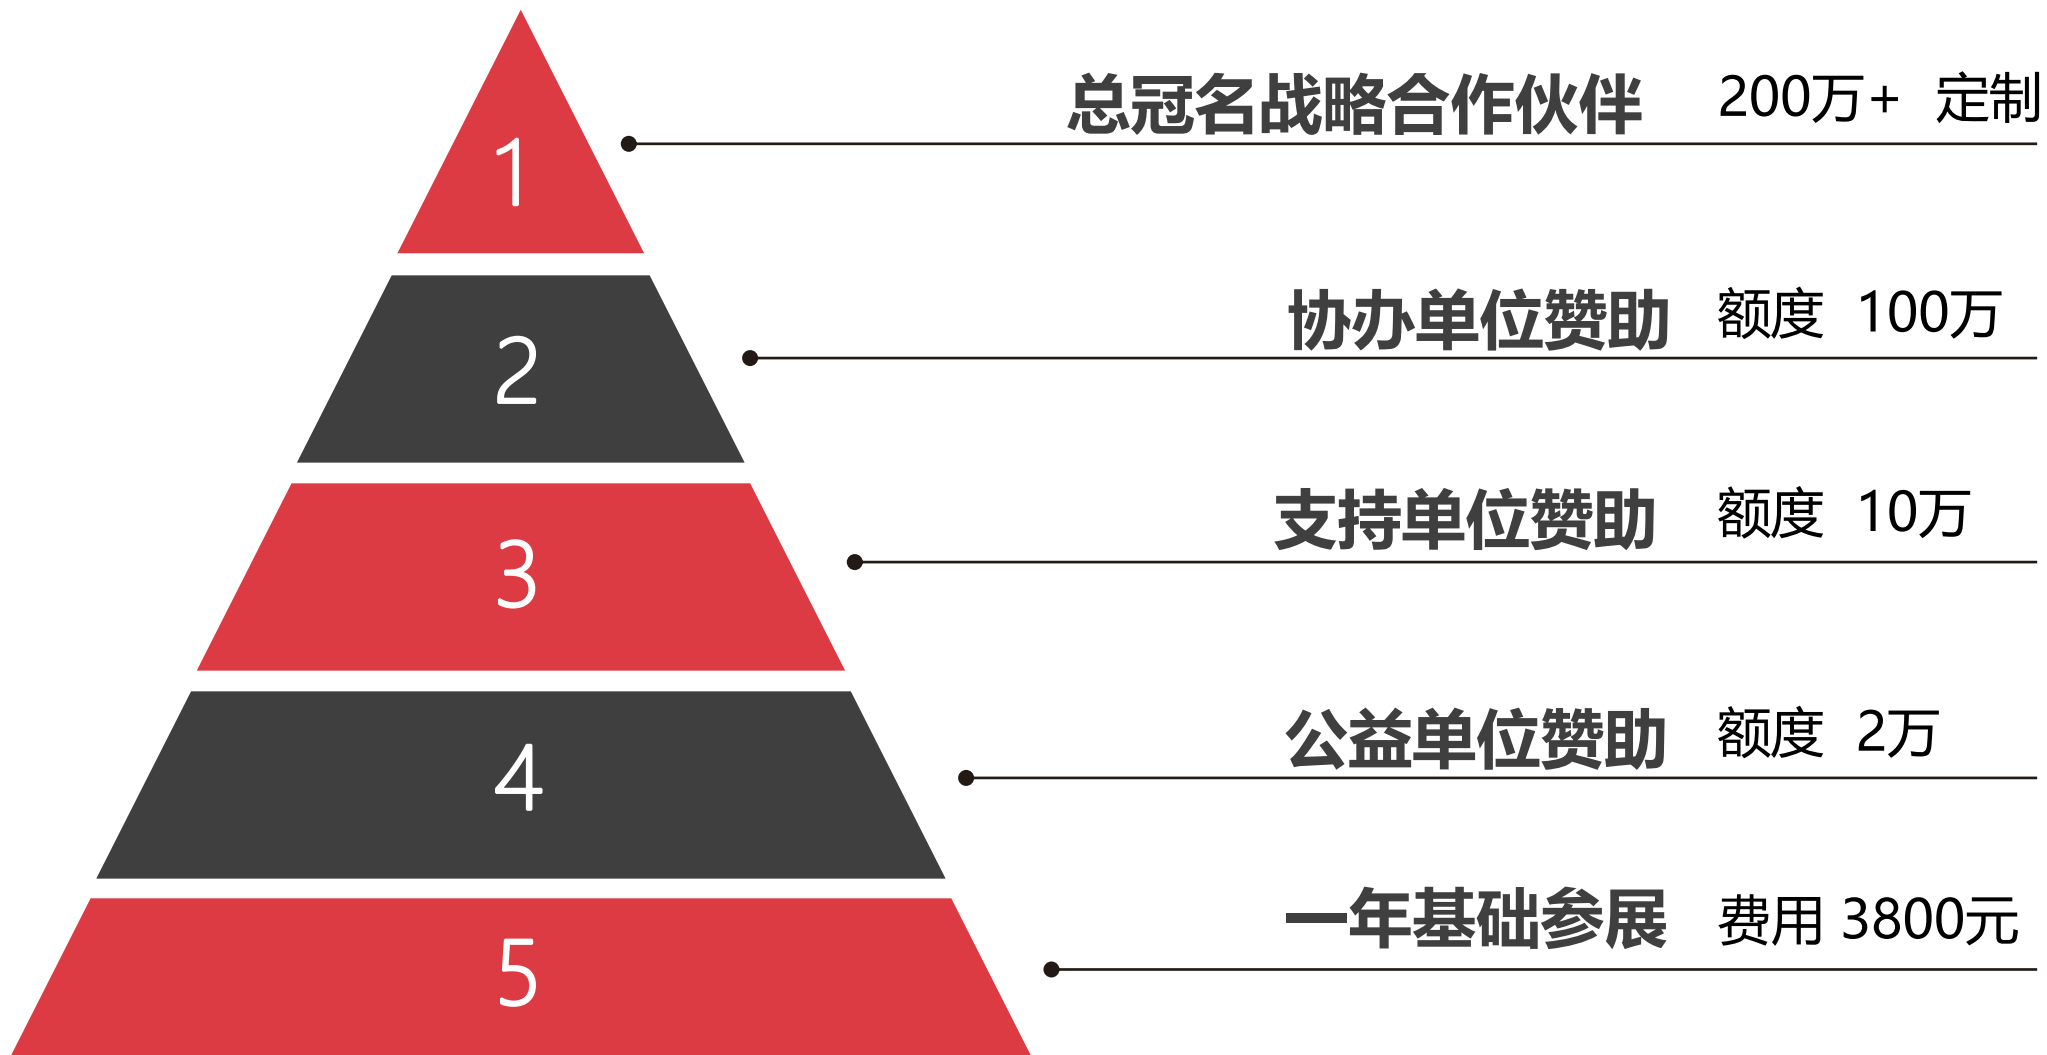 1
总冠名战略合作伙伴 200万+ 定制
2
协办单位赞助 额度 100万
3
支持单位赞助 额度 10万
4
公益单位赞助 额度 2万
5
一年基础参展 费用 3800元